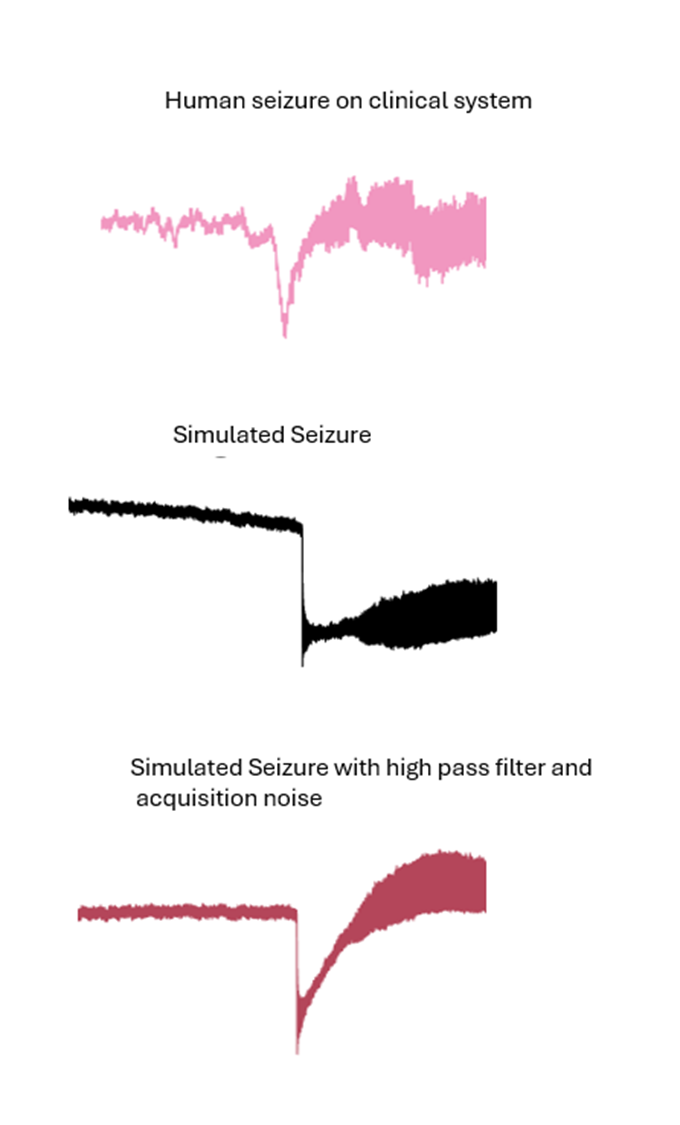 Human seizure on clinical system
Simulated Seizure
Simulated Seizure with high pass filter and
acquisition noise